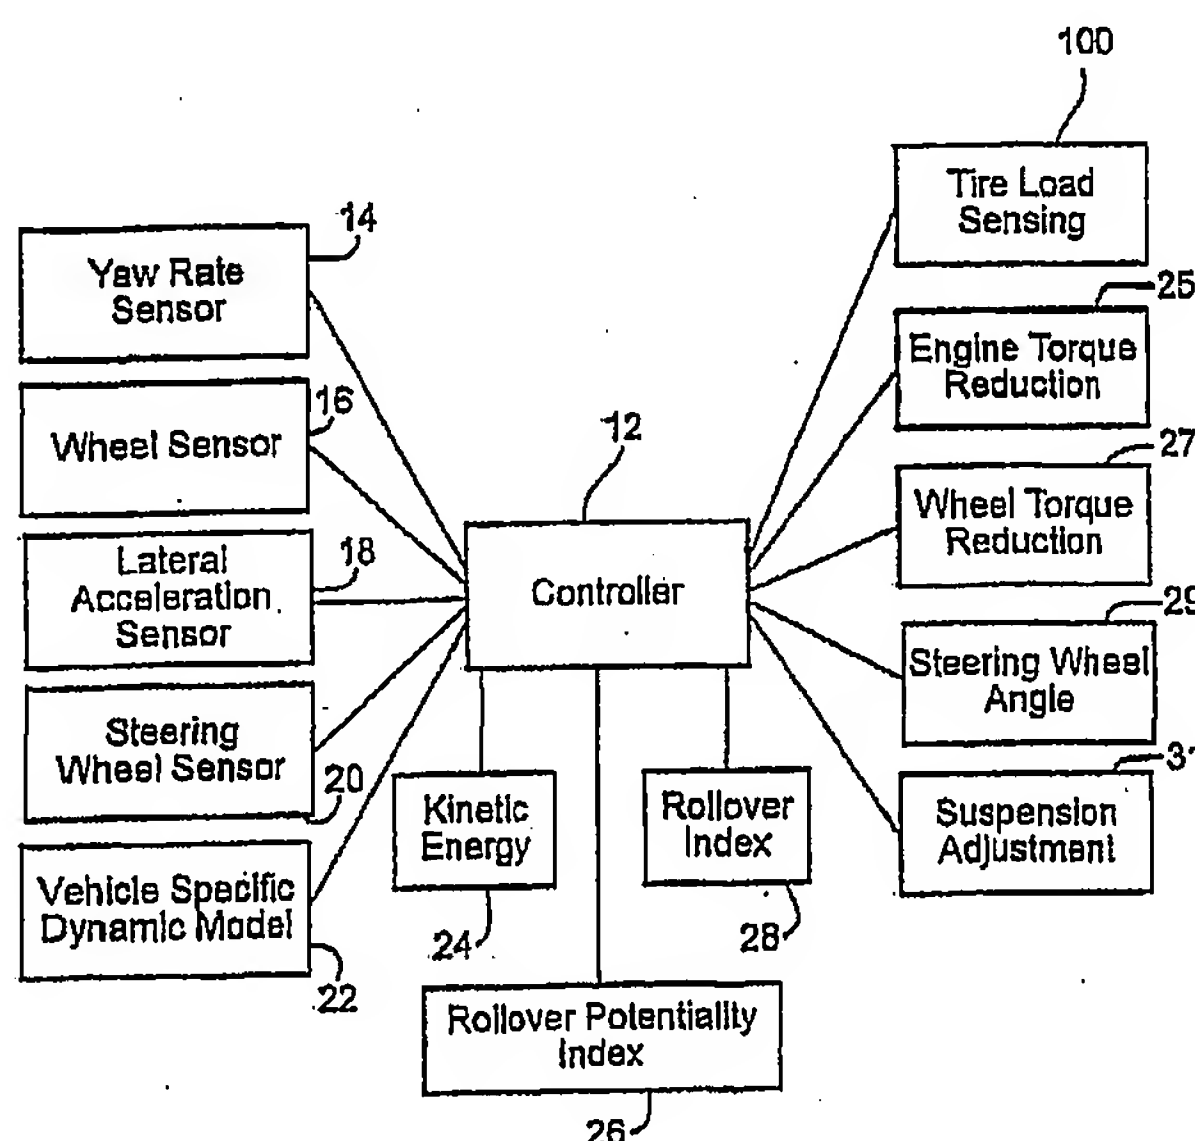 100
Tire Load
Sensing
14
Yaw Rate
Sensor
25
Engine Torque
Reduction
16
Wheel Sensor
12
27
Wheel Torque
Reduction
18
Lateral
Acceleration
Sensor
Controller
29
Steering Wheel
Angle
Steering
Wheel Sensor
20
Kinetic
Energy
24
Rollover
Index
28
31
Suspension
Adjustment
Vehicle Specific
Dynamic Model
22
Rollover Potentiality
Index
26